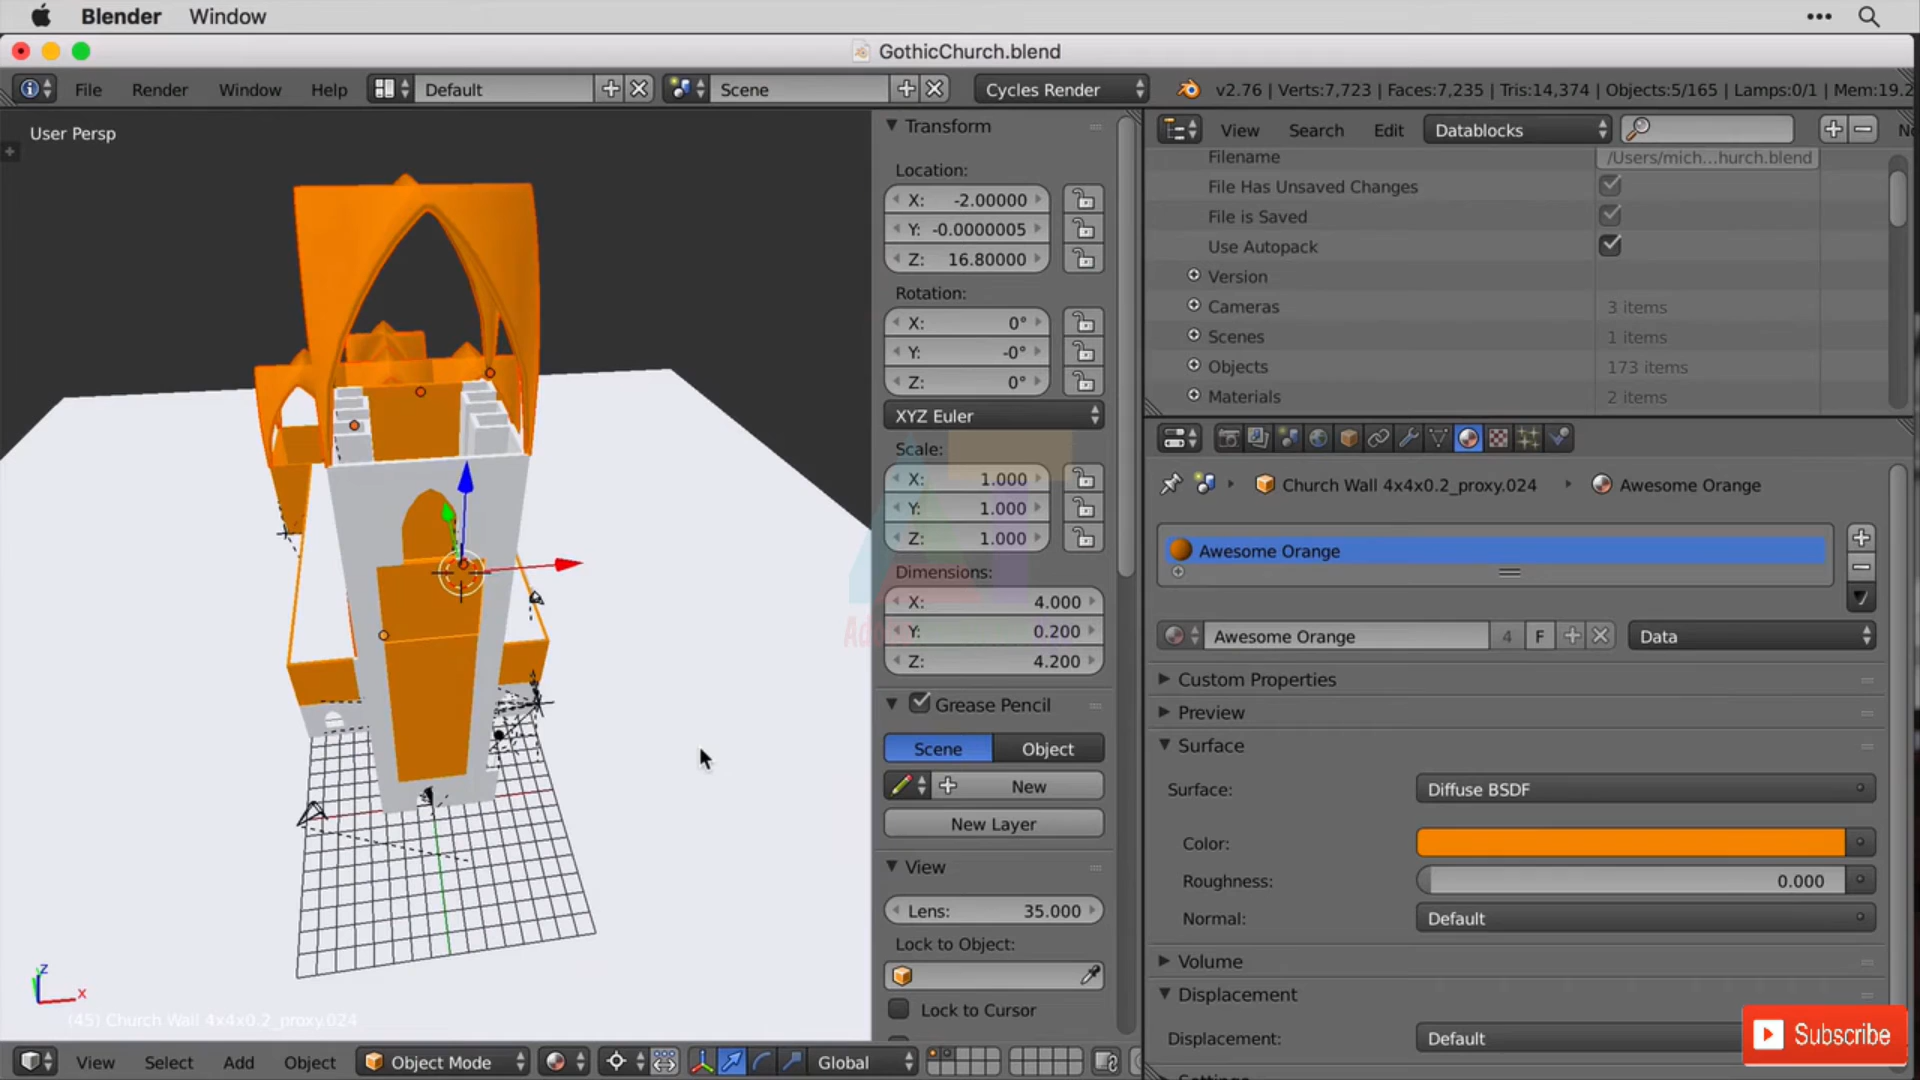 Blender Window
GothicChurch.blend
File Render Window Help Default Scene Cycles Render v2.76 | Verts:7,723 | Faces:7,235 | Tris:14,374 | Objects:5/165 | Lamps:0/1 | Mem:19.2
User Persp
Transform
Location:
X: -2.00000
Y: -0.0000005
Z: 16.80000
Rotation:
X: 0°
Y: -0°
Z: 0°
XYZ Euler
Scale:
X: 1.000
Y: 1.000
Z: 1.000
Dimensions:
X: 4.000
Y: 0.200
Z: 4.200
Grease Pencil
Scene Object
New
New Layer
View
Lens: 35.000
Lock to Object:
Lock to Cursor
View Search Edit Datablocks
Filename /Users/mich...hurch.blend
File Has Unsaved Changes
File is Saved
Use Autopack
Version
Cameras 3 items
Scenes 1 items
Objects 173 items
Materials 2 items
Church Wall 4x4x0.2_proxy.024 Awesome Orange
Awesome Orange
Awesome Orange 4 F Data
Custom Properties
Preview
Surface
Surface: Diffuse BSDF
Color:
Roughness: 0.000
Normal: Default
Volume
Displacement
Displacement: Default
Subscribe
z
x
(45) Church Wall 4x4x0.2_proxy.024
View Select Add Object Object Mode Global